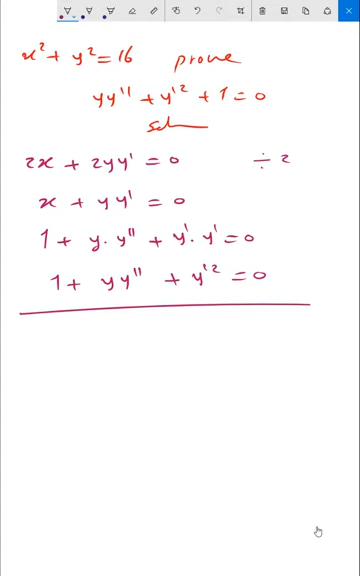 x² + y² = 16 prove
yy'' + y'² + 1 = 0
soln
2x + 2yy' = 0 ÷ 2
x + yy' = 0
1 + y · y'' + y' · y' = 0
1 + yy'' + y'² = 0